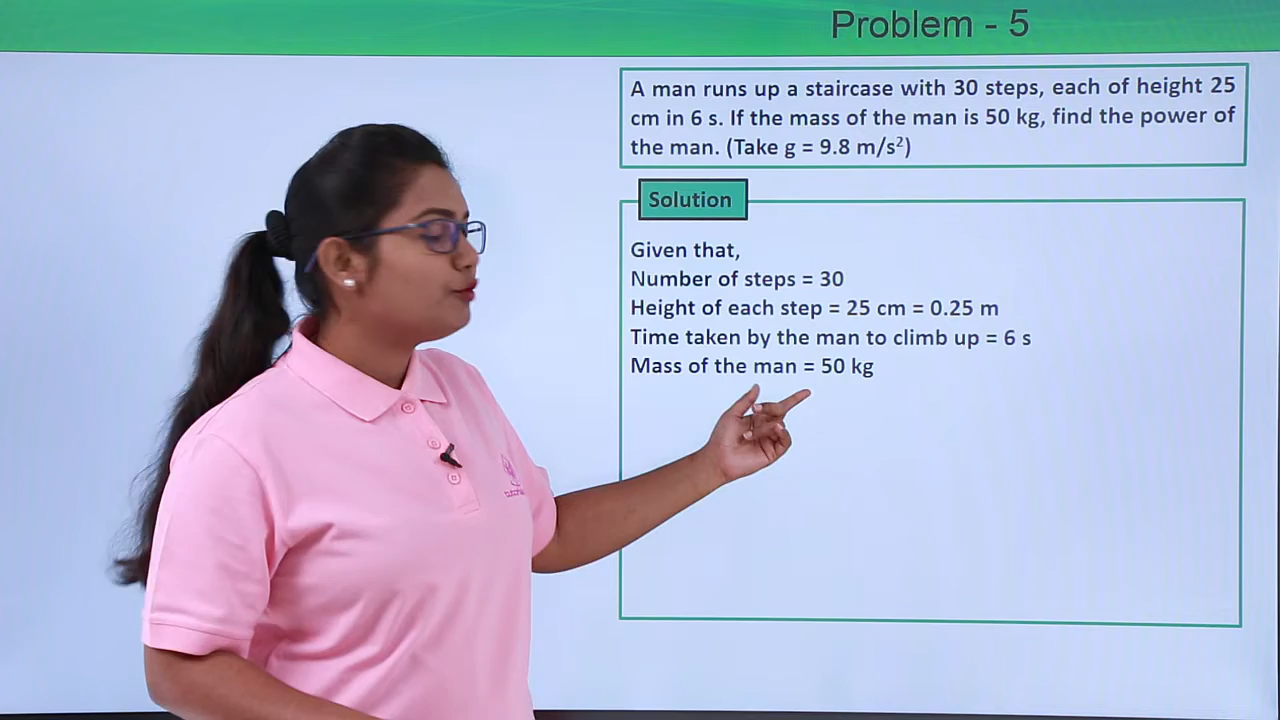 Problem - 5
A man runs up a staircase with 30 steps, each of height 25
cm in 6 s. If the mass of the man is 50 kg, find the power of
the man. (Take g = 9.8 m/s²)
Solution
Given that,
Number of steps = 30
Height of each step = 25 cm = 0.25 m
Time taken by the man to climb up = 6 s
Mass of the man = 50 kg